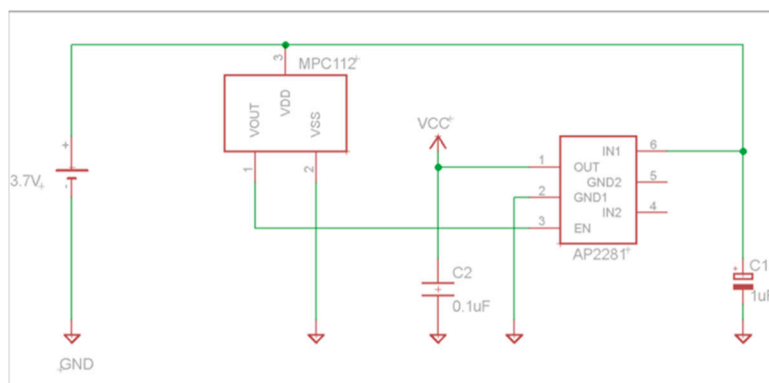 MPC112
3
VOUT
VDD
VSS
1
2
3.7V
+
-
GND
VCC
1
2
3
OUT
GND1
EN
IN1
GND2
IN2
6
5
4
AP2281
C2
0.1uF
C1
1uF